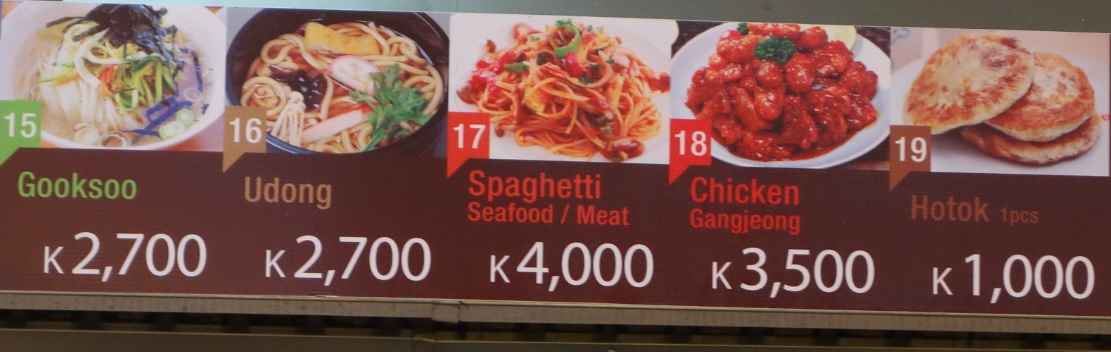 15
Gooksoo
K 2,700
16
Udong
K 2,700
17
Spaghetti
Seafood / Meat
K 4,000
18
Chicken
Gangjeong
K 3,500
19
Hotok 1pcs
K 1,000